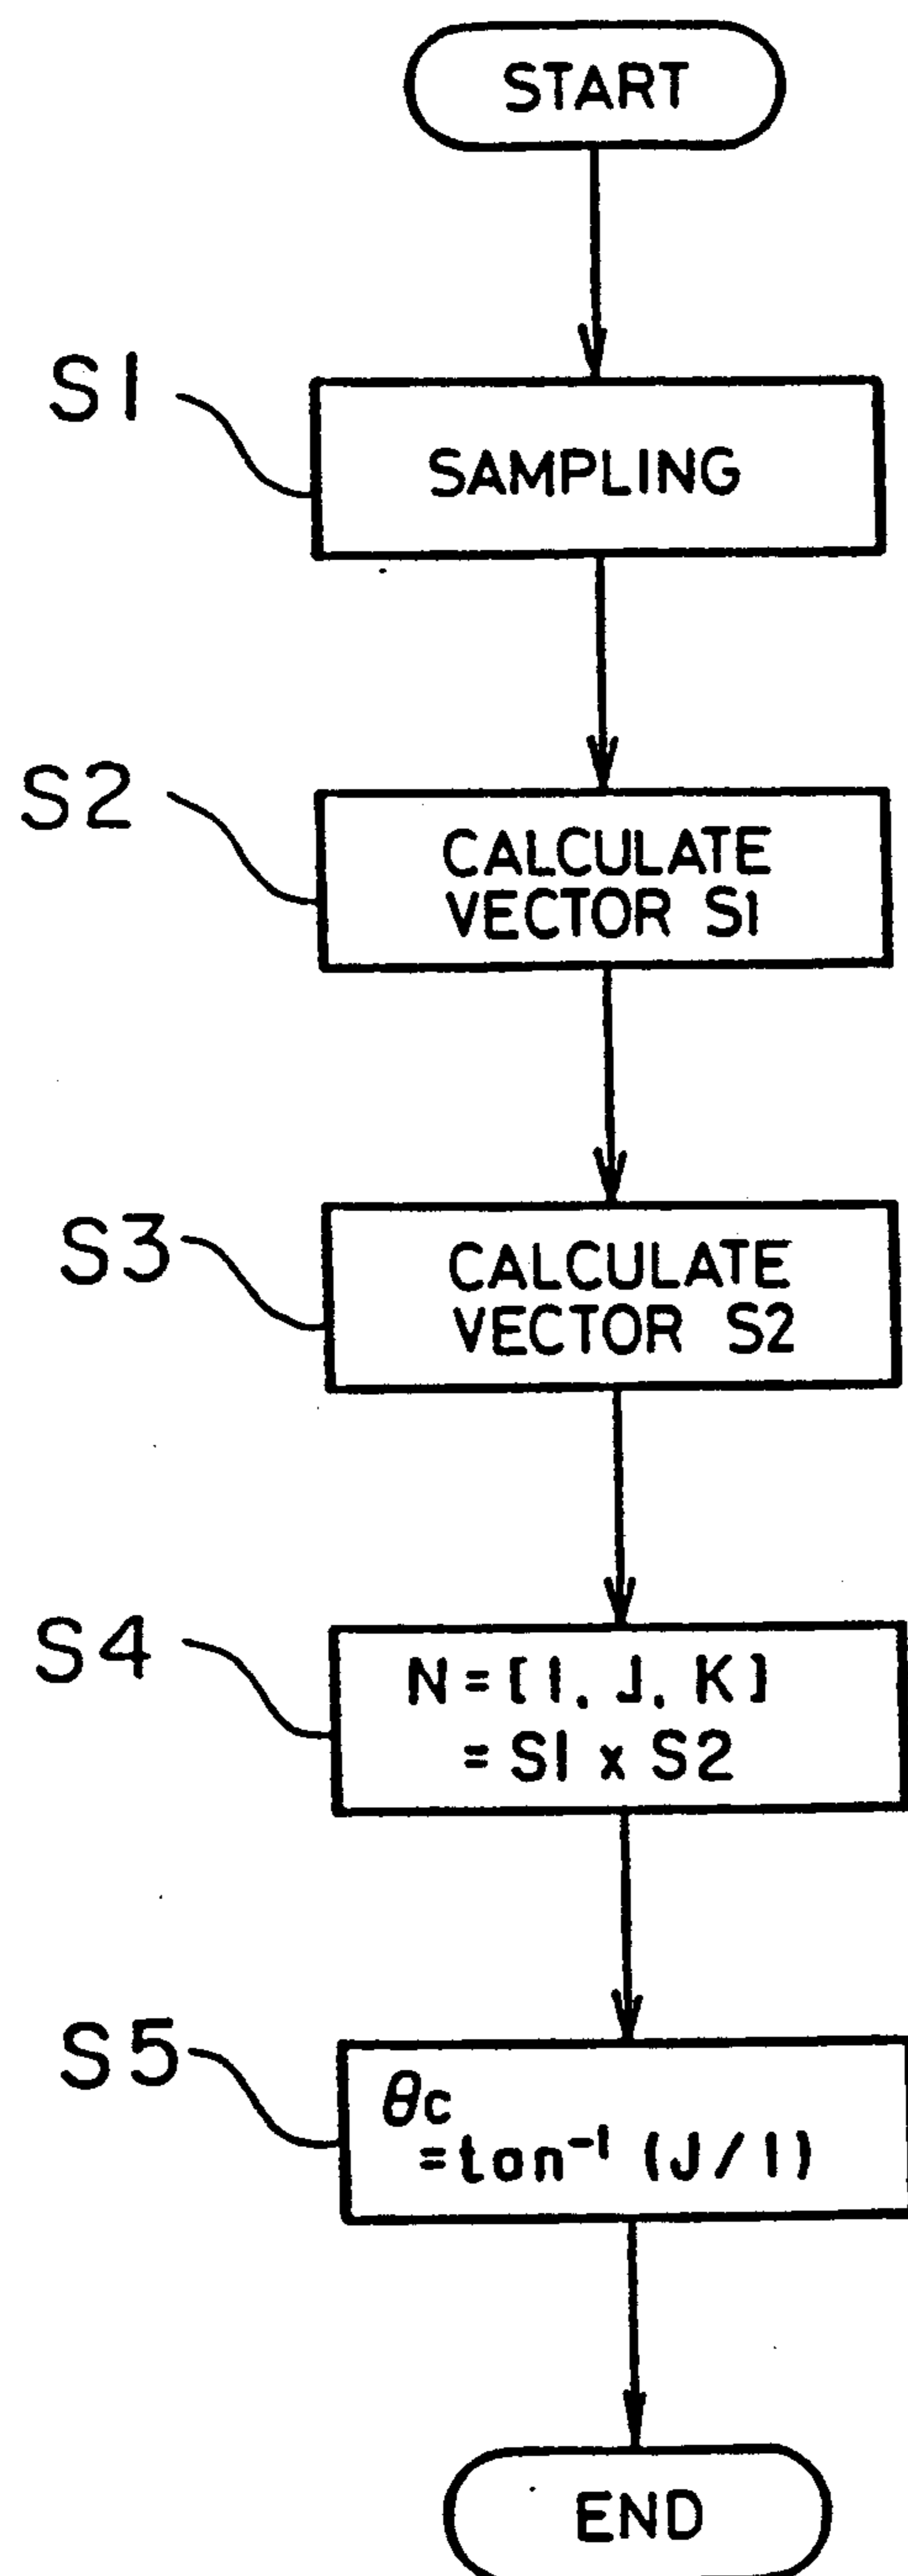 START
S1
SAMPLING
S2
CALCULATE
VECTOR S1
S3
CALCULATE
VECTOR S2
S4
N = [I, J, K]
= S1 x S2
S5
θc
= tan⁻¹ (J/I)
END